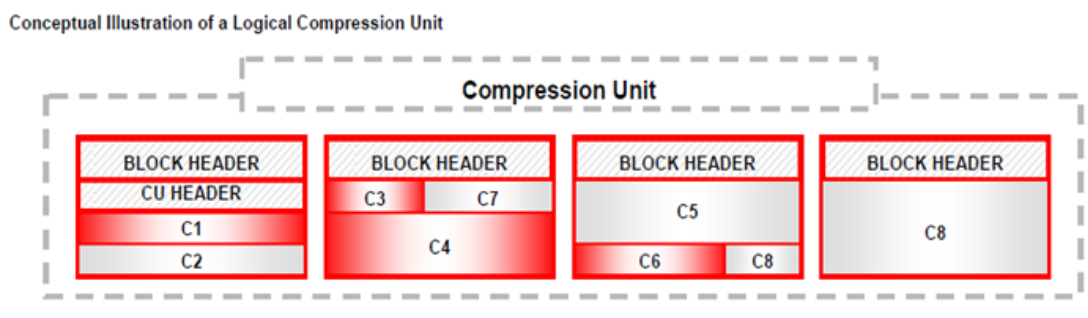 Conceptual Illustration of a Logical Compression Unit
Compression Unit
BLOCK HEADER
CU HEADER
C1
C2
BLOCK HEADER
C3 C7
C4
BLOCK HEADER
C5
C6 C8
BLOCK HEADER
C8